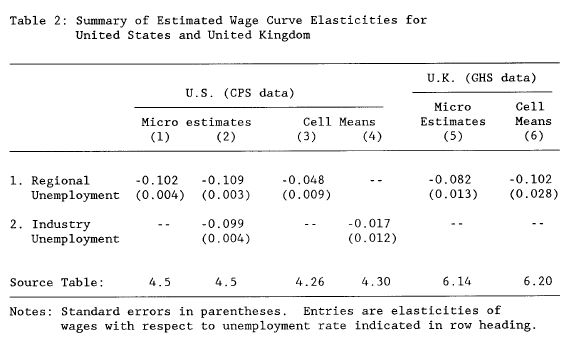 Table 2: Summary of Estimated Wage Curve Elasticities for
United States and United Kingdom
U.S. (CPS data) U.K. (GHS data)
Micro Cell
Micro estimates Cell Means Estimates Means
(1) (2) (3) (4) (5) (6)
1. Regional -0.102 -0.109 -0.048 -- -0.082 -0.102
Unemployment (0.004) (0.003) (0.009) (0.013) (0.028)
2. Industry -- -0.099 -- -0.017 -- --
Unemployment (0.004) (0.012)
Source Table: 4.5 4.5 4.26 4.30 6.14 6.20
Notes: Standard errors in parentheses. Entries are elasticities of
wages with respect to unemployment rate indicated in row heading.